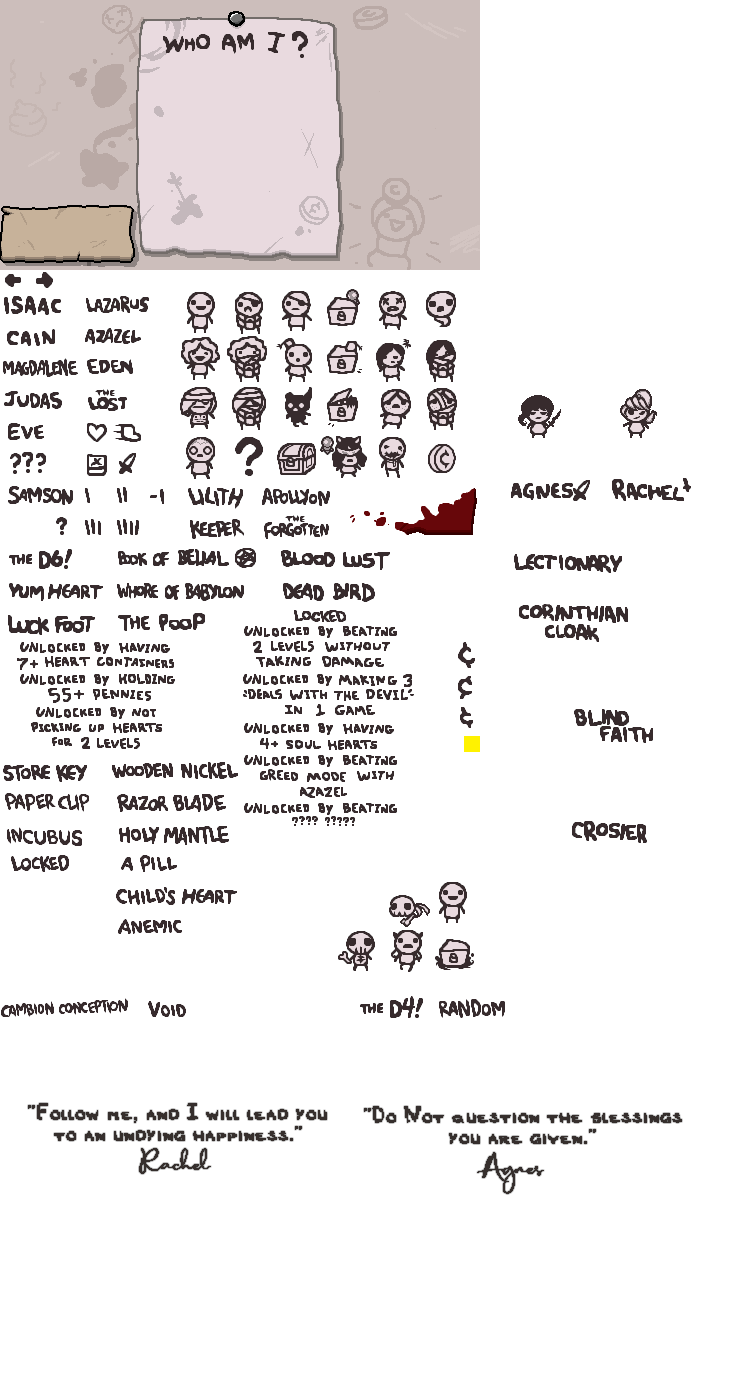 WHO AM I?
ISAAC LAZARUS
CAIN AZAZEL
MAGDALENE EDEN
JUDAS THE LOST
EVE
???
SAMSON I II -I LILITH APOLLYON
? III IIII KEEPER THE FORGOTTEN
AGNES RACHEL
THE D6! BOOK OF BELIAL BLOOD LUST
YUM HEART WHORE OF BABYLON DEAD BIRD
LUCK FOOT THE POOP
LOCKED
UNLOCKED BY HAVING
7+ HEART CONTAINERS
UNLOCKED BY HOLDING
55+ PENNIES
UNLOCKED BY NOT
PICKING UP HEARTS
FOR 2 LEVELS
UNLOCKED BY BEATING
2 LEVELS WITHOUT
TAKING DAMAGE
UNLOCKED BY MAKING 3
"DEALS WITH THE DEVIL"
IN 1 GAME
UNLOCKED BY HAVING
4+ SOUL HEARTS
UNLOCKED BY BEATING
GREED MODE WITH
AZAZEL
UNLOCKED BY BEATING
???? ?????
¢
¢
¢
LECTIONARY
CORINTHIAN
CLOAK
BLIND
FAITH
CROSIER
STORE KEY WOODEN NICKEL
PAPER CLIP RAZOR BLADE
INCUBUS HOLY MANTLE
LOCKED A PILL
CHILD'S HEART
ANEMIC
CAMBION CONCEPTION VOID THE D4! RANDOM
"FOLLOW ME, AND I WILL LEAD YOU
TO AN UNDYING HAPPINESS."
Rachel
"DO NOT QUESTION THE BLESSINGS
YOU ARE GIVEN."
Agnes